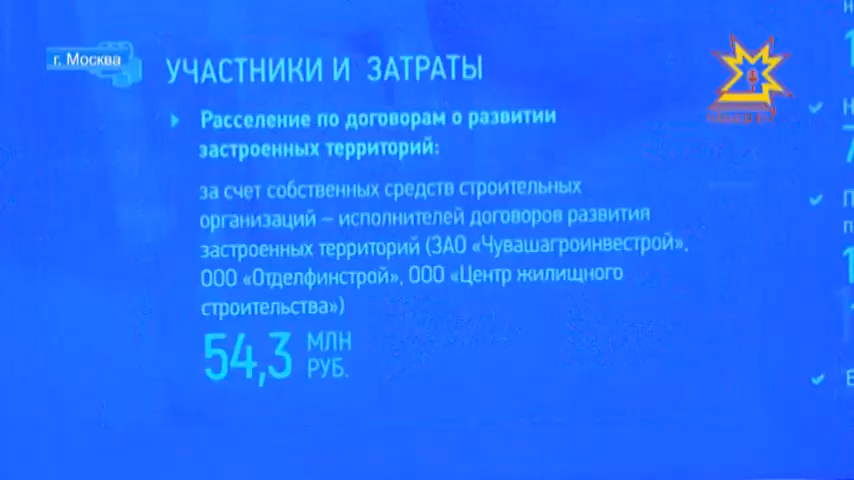 г. Москва
УЧАСТНИКИ И ЗАТРАТЫ
Расселение по договорам о развитии
застроенных территорий:
за счет собственных средств строительных
организаций – исполнителей договоров развития
застроенных территорий (ЗАО «Чувашагроинвестрой»,
ООО «Отделфинстрой», ООО «Центр жилищного
строительства»)
54,3 МЛН
РУБ.